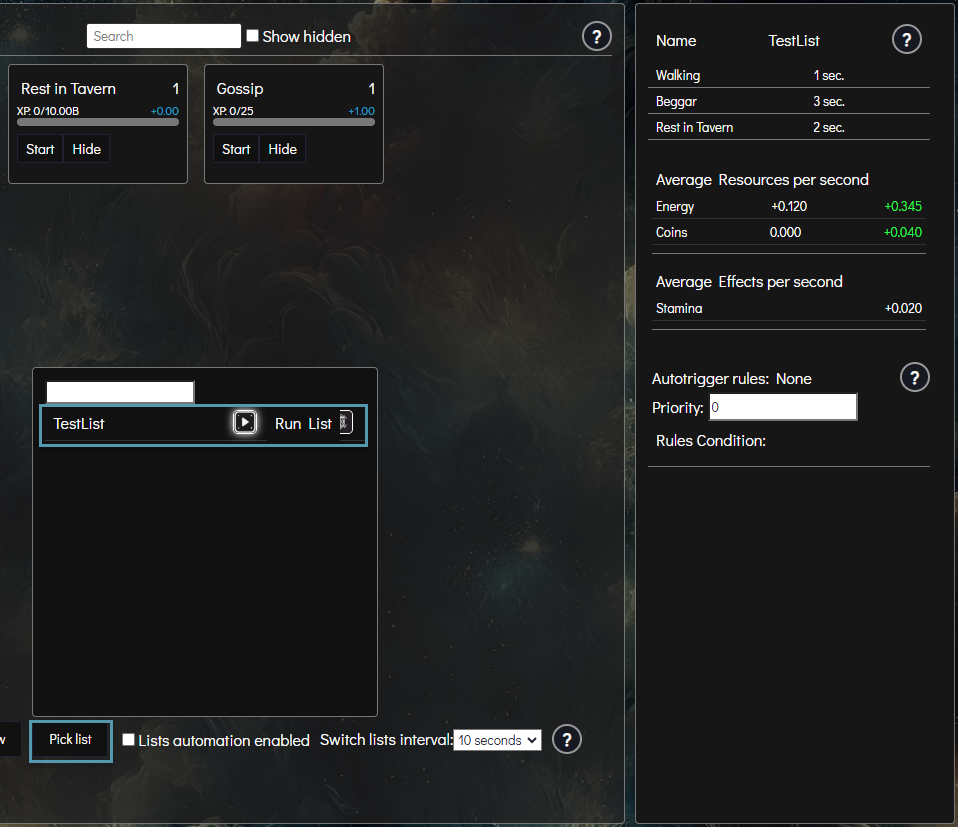 Search
Show hidden
?
Rest in Tavern 1
XP: 0/10.00B +0.00
Start Hide
Gossip 1
XP: 0/25 +1.00
Start Hide
TestList Run List
w
Pick list
Lists automation enabled
Switch lists interval: 10 seconds
?
Name TestList ?
Walking 1 sec.
Beggar 3 sec.
Rest in Tavern 2 sec.
Average Resources per second
Energy +0.120 +0.345
Coins 0.000 +0.040
Average Effects per second
Stamina +0.020
Autotrigger rules: None ?
Priority: 0
Rules Condition: